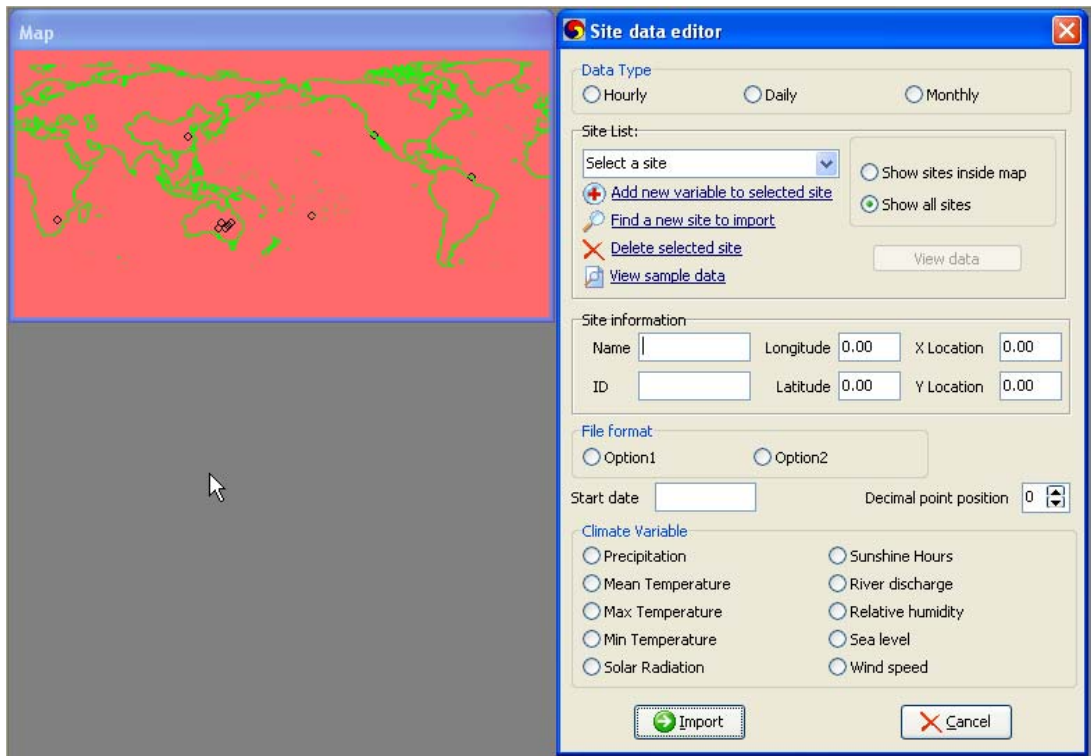 Map
Site data editor
Data Type
Hourly
Daily
Monthly
Site List:
Select a site
Add new variable to selected site
Find a new site to import
Delete selected site
View sample data
Show sites inside map
Show all sites
View data
Site information
Name
Longitude 0.00
X Location 0.00
ID
Latitude 0.00
Y Location 0.00
File format
Option1
Option2
Start date
Decimal point position 0
Climate Variable
Precipitation
Mean Temperature
Max Temperature
Min Temperature
Solar Radiation
Sunshine Hours
River discharge
Relative humidity
Sea level
Wind speed
Import
Cancel